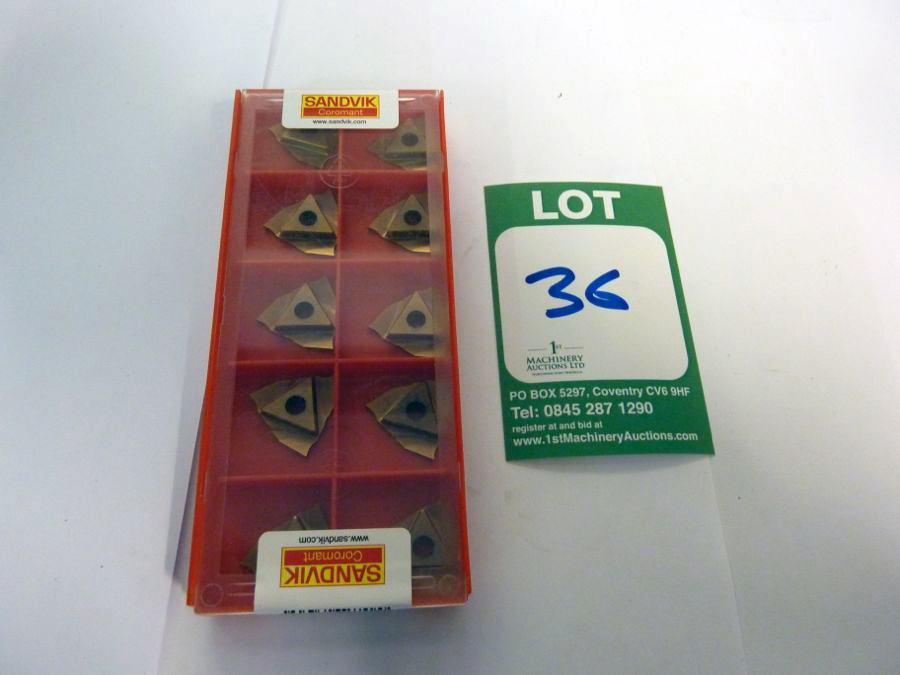 SANDVIK
Coromant
www.sandvik.com
LOT
36
1ST
MACHINERY
AUCTIONS LTD
PO BOX 5297, Coventry CV6 9HF
Tel: 0845 287 1290
register at and bid at
www.1stMachineryAuctions.com
www.sandvik.com
Coromant
SANDVIK